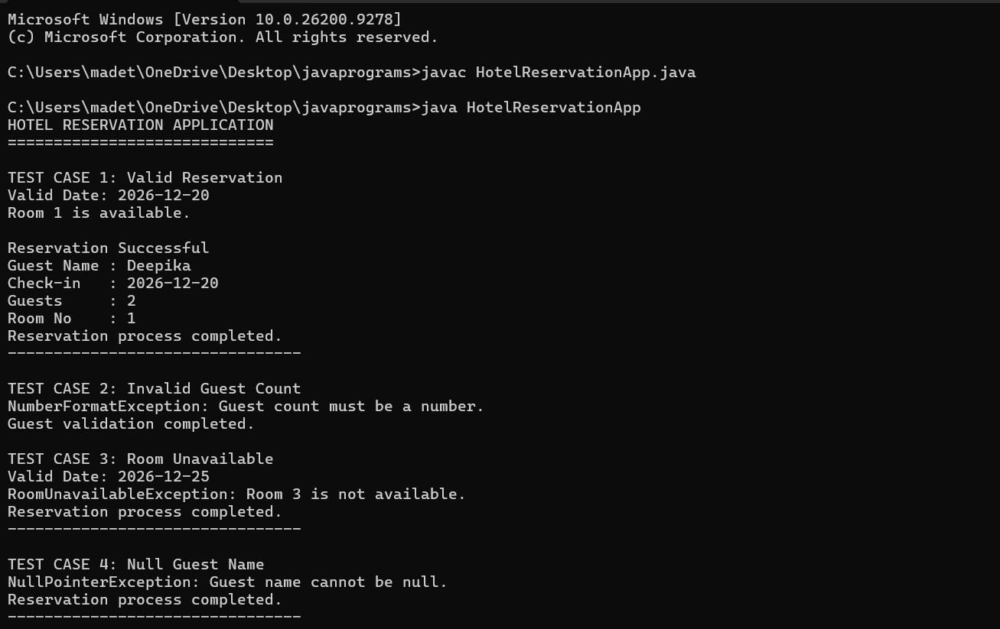 Microsoft Windows [Version 10.0.26200.9278]
(c) Microsoft Corporation. All rights reserved.
C:\Users\madet\OneDrive\Desktop\javaprograms>javac HotelReservationApp.java
C:\Users\madet\OneDrive\Desktop\javaprograms>java HotelReservationApp
HOTEL RESERVATION APPLICATION
=============================
TEST CASE 1: Valid Reservation
Valid Date: 2026-12-20
Room 1 is available.
Reservation Successful
Guest Name : Deepika
Check-in   : 2026-12-20
Guests     : 2
Room No    : 1
Reservation process completed.
--------------------------------
TEST CASE 2: Invalid Guest Count
NumberFormatException: Guest count must be a number.
Guest validation completed.
TEST CASE 3: Room Unavailable
Valid Date: 2026-12-25
RoomUnavailableException: Room 3 is not available.
Reservation process completed.
--------------------------------
TEST CASE 4: Null Guest Name
NullPointerException: Guest name cannot be null.
Reservation process completed.
--------------------------------